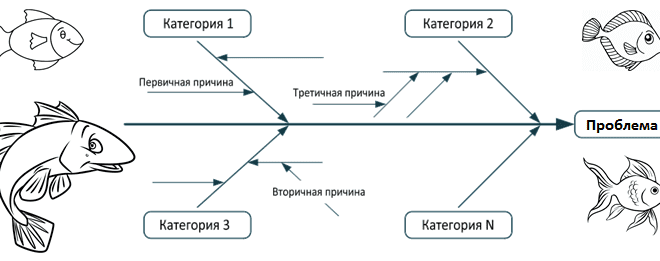 Категория 1
Категория 2
Первичная причина
Третичная причина
Проблема
Вторичная причина
Категория 3
Категория N